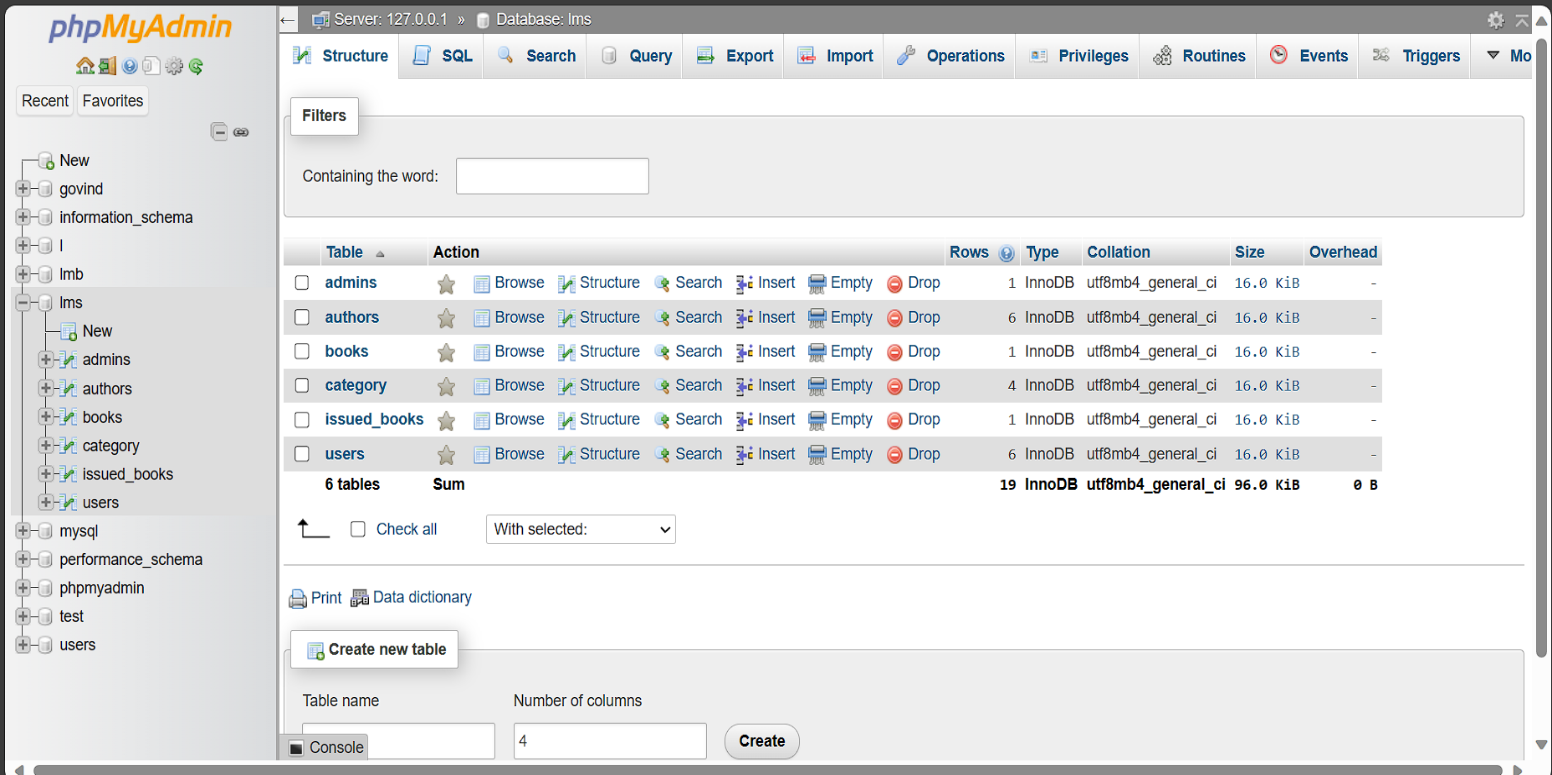 phpMyAdmin
Recent Favorites
New
govind
information_schema
l
lmb
lms
New
admins
authors
books
category
issued_books
users
mysql
performance_schema
phpmyadmin
test
users
Server: 127.0.0.1 » Database: lms
Structure SQL Search Query Export Import Operations Privileges Routines Events Triggers Mo
Filters
Containing the word:
Table Action Rows Type Collation Size Overhead
admins Browse Structure Search Insert Empty Drop 1 InnoDB utf8mb4_general_ci 16.0 KiB -
authors Browse Structure Search Insert Empty Drop 6 InnoDB utf8mb4_general_ci 16.0 KiB -
books Browse Structure Search Insert Empty Drop 1 InnoDB utf8mb4_general_ci 16.0 KiB -
category Browse Structure Search Insert Empty Drop 4 InnoDB utf8mb4_general_ci 16.0 KiB -
issued_books Browse Structure Search Insert Empty Drop 1 InnoDB utf8mb4_general_ci 16.0 KiB -
users Browse Structure Search Insert Empty Drop 6 InnoDB utf8mb4_general_ci 16.0 KiB -
6 tables Sum 19 InnoDB utf8mb4_general_ci 96.0 KiB 0 B
Check all With selected:
Print Data dictionary
Create new table
Table name Number of columns
4 Create
Console